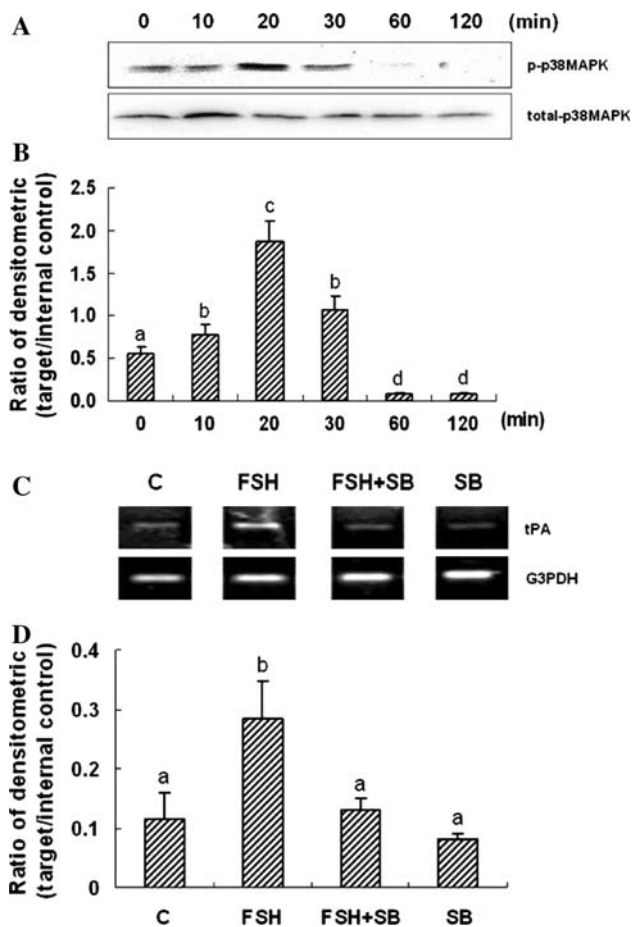 A
0 10 20 30 60 120 (min)
p-p38MAPK
total-p38MAPK
B
Ratio of densitometric
(target/internal control)
2.5
2.0
1.5
1.0
0.5
0.0
a b c b d d
0 10 20 30 60 120 (min)
C
C FSH FSH+SB SB
tPA
G3PDH
D
Ratio of densitometric
(target/internal control)
0.4
0.3
0.2
0.1
0
a b a a
C FSH FSH+SB SB